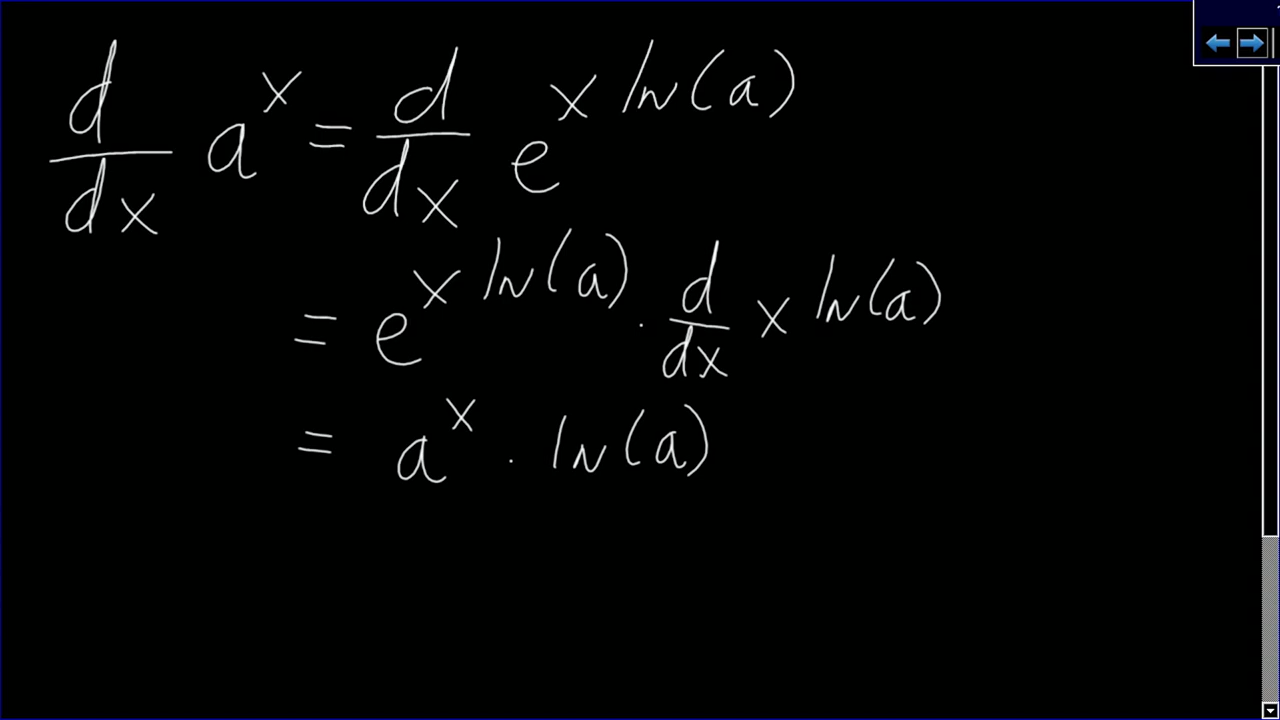 d/dx a^x = d/dx e^(x ln(a))
= e^(x ln(a)) · d/dx x ln(a)
= a^x · ln(a)